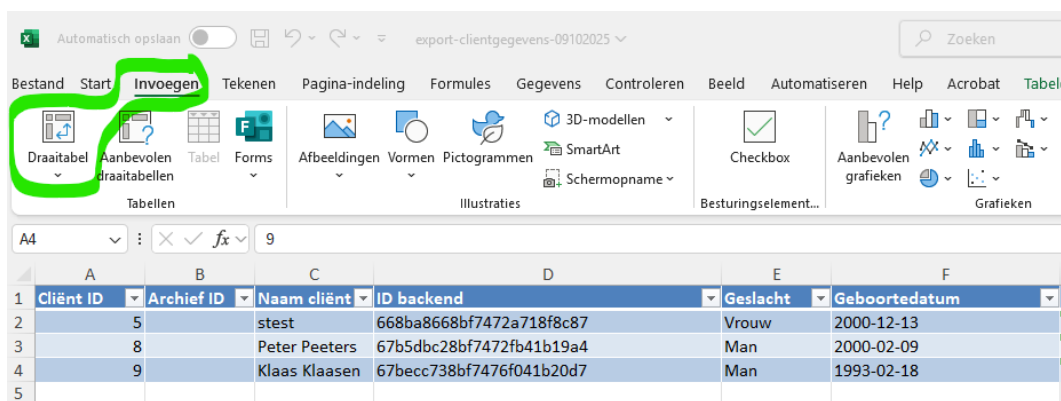 Automatisch opslaan export-clientgegevens-09102025 Zoeken
Bestand Start Invoegen Tekenen Pagina-indeling Formules Gegevens Controleren Beeld Automatiseren Help Acrobat Tabel
Draaitabel Aanbevolen draaitabellen Tabel Forms Afbeeldingen Vormen Pictogrammen 3D-modellen SmartArt Schermopname Checkbox Aanbevolen grafieken
Tabellen Illustraties Besturingselement... Grafieken
A4 fx 9
A B C D E F
1 Cliënt ID Archief ID Naam cliënt ID backend Geslacht Geboortedatum
2 5 stest 668ba8668bf7472a718f8c87 Vrouw 2000-12-13
3 8 Peter Peeters 67b5dbc28bf7472fb41b19a4 Man 2000-02-09
4 9 Klaas Klaasen 67becc738bf7476f041b20d7 Man 1993-02-18
5